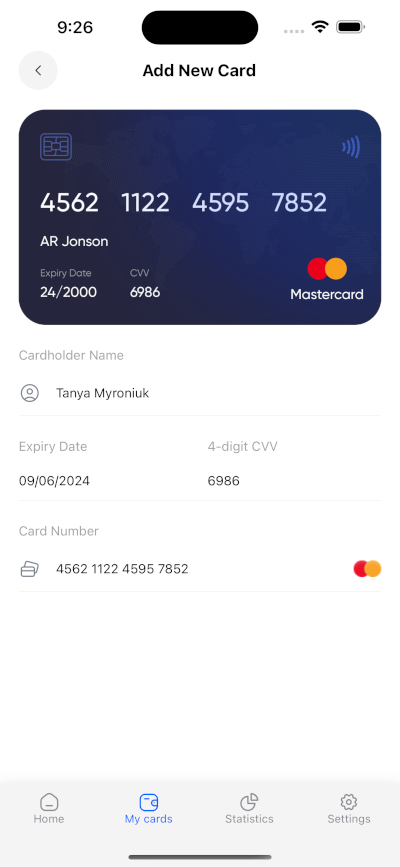 9:26
Add New Card
4562 1122 4595 7852
AR Jonson
Expiry Date CVV
24/2000 6986
Mastercard
Cardholder Name
Tanya Myroniuk
Expiry Date 4-digit CVV
09/06/2024 6986
Card Number
4562 1122 4595 7852
Home My cards Statistics Settings